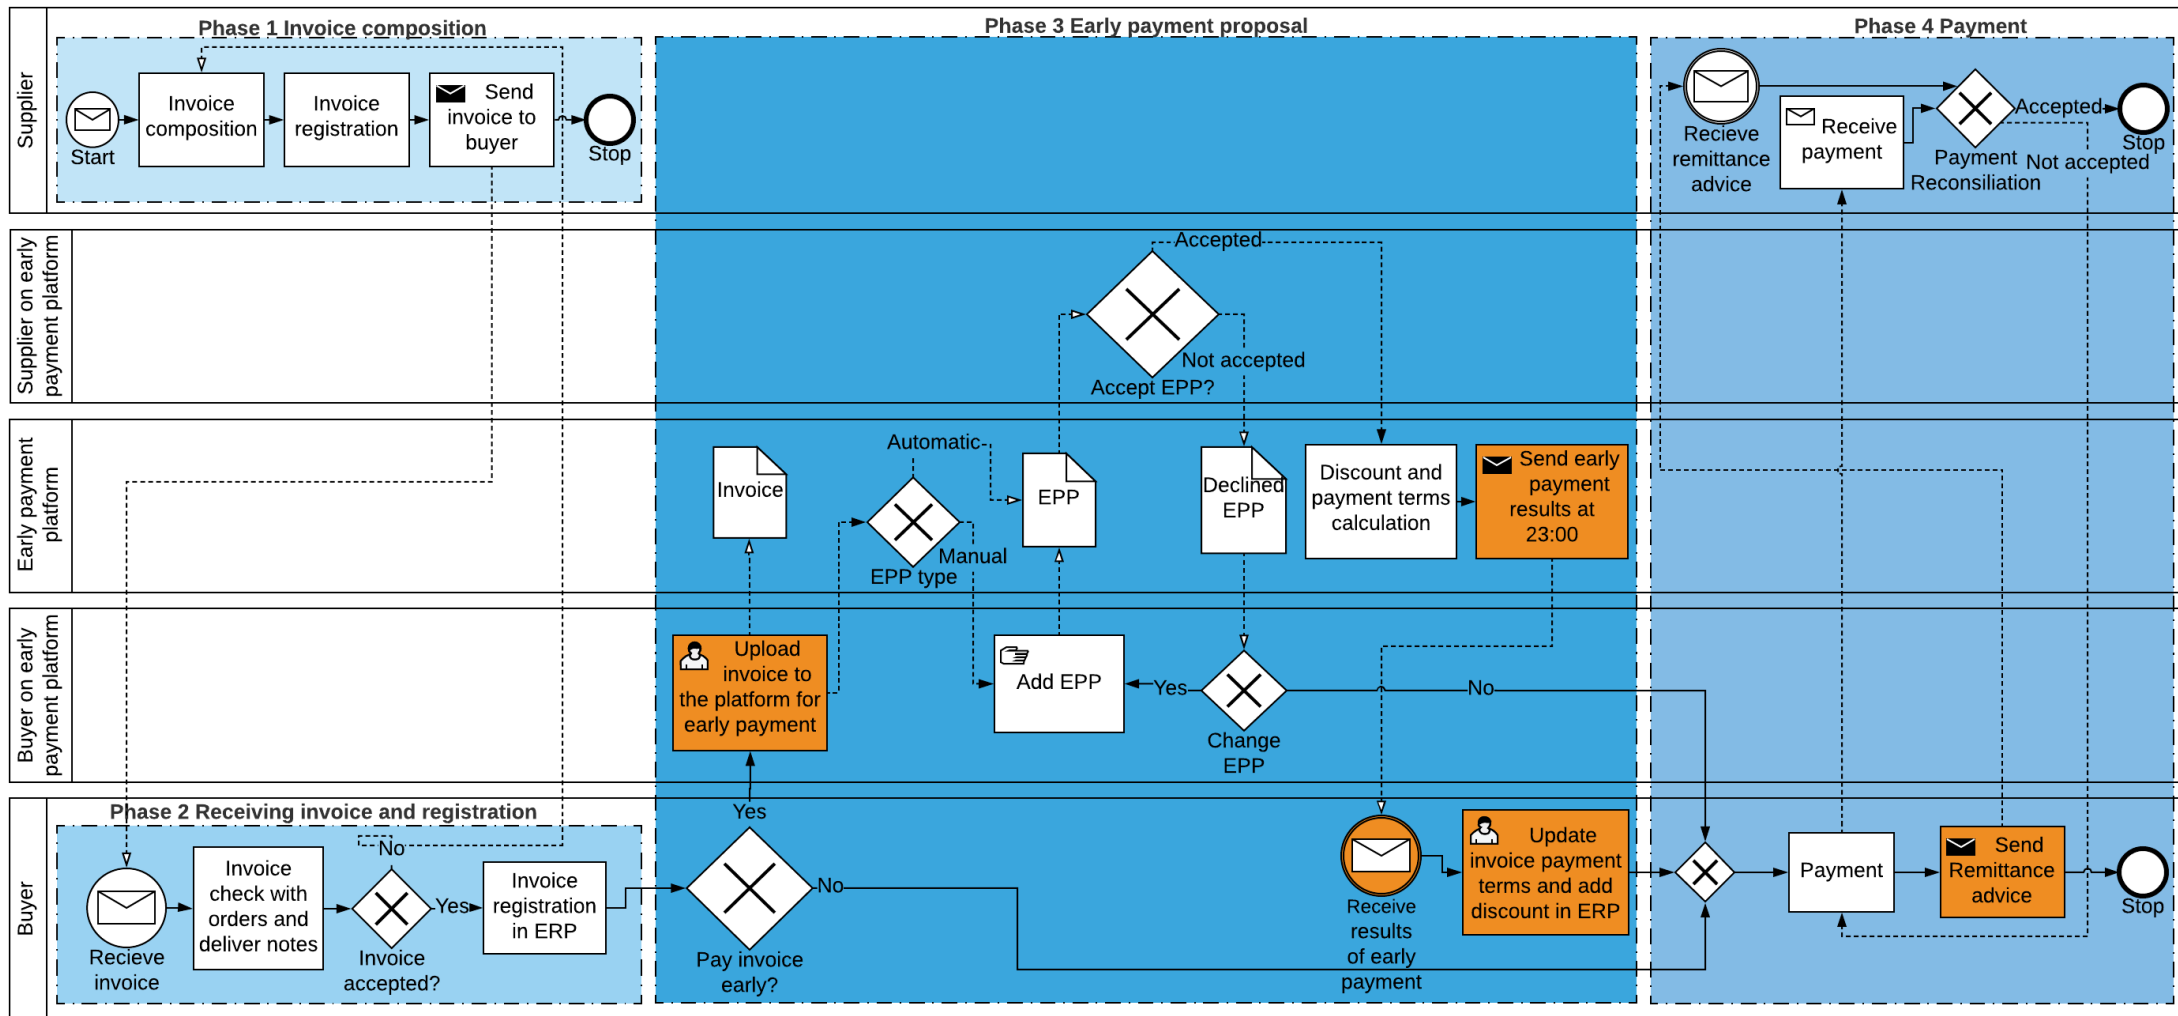 Phase 1 Invoice composition
Phase 3 Early payment proposal
Phase 4 Payment
Supplier
Start
Invoice
composition
Invoice
registration
Send
invoice to
buyer
Stop
Recieve
remittance
advice
Receive
payment
Payment
Reconsiliation
Accepted
Not accepted
Stop
Supplier on early
payment platform
Accepted
Not accepted
Accept EPP?
Early payment
platform
Invoice
Automatic
Manual
EPP type
EPP
Declined
EPP
Discount and
payment terms
calculation
Send early
payment
results at
23:00
Buyer on early
payment platform
Upload
invoice to
the platform for
early payment
Add EPP
Yes
No
Change
EPP
Buyer
Phase 2 Receiving invoice and registration
Recieve
invoice
Invoice
check with
orders and
deliver notes
No
Yes
Invoice
accepted?
Invoice
registration
in ERP
Yes
No
Pay invoice
early?
Receive
results
of early
payment
Update
invoice payment
terms and add
discount in ERP
Payment
Send
Remittance
advice
Stop